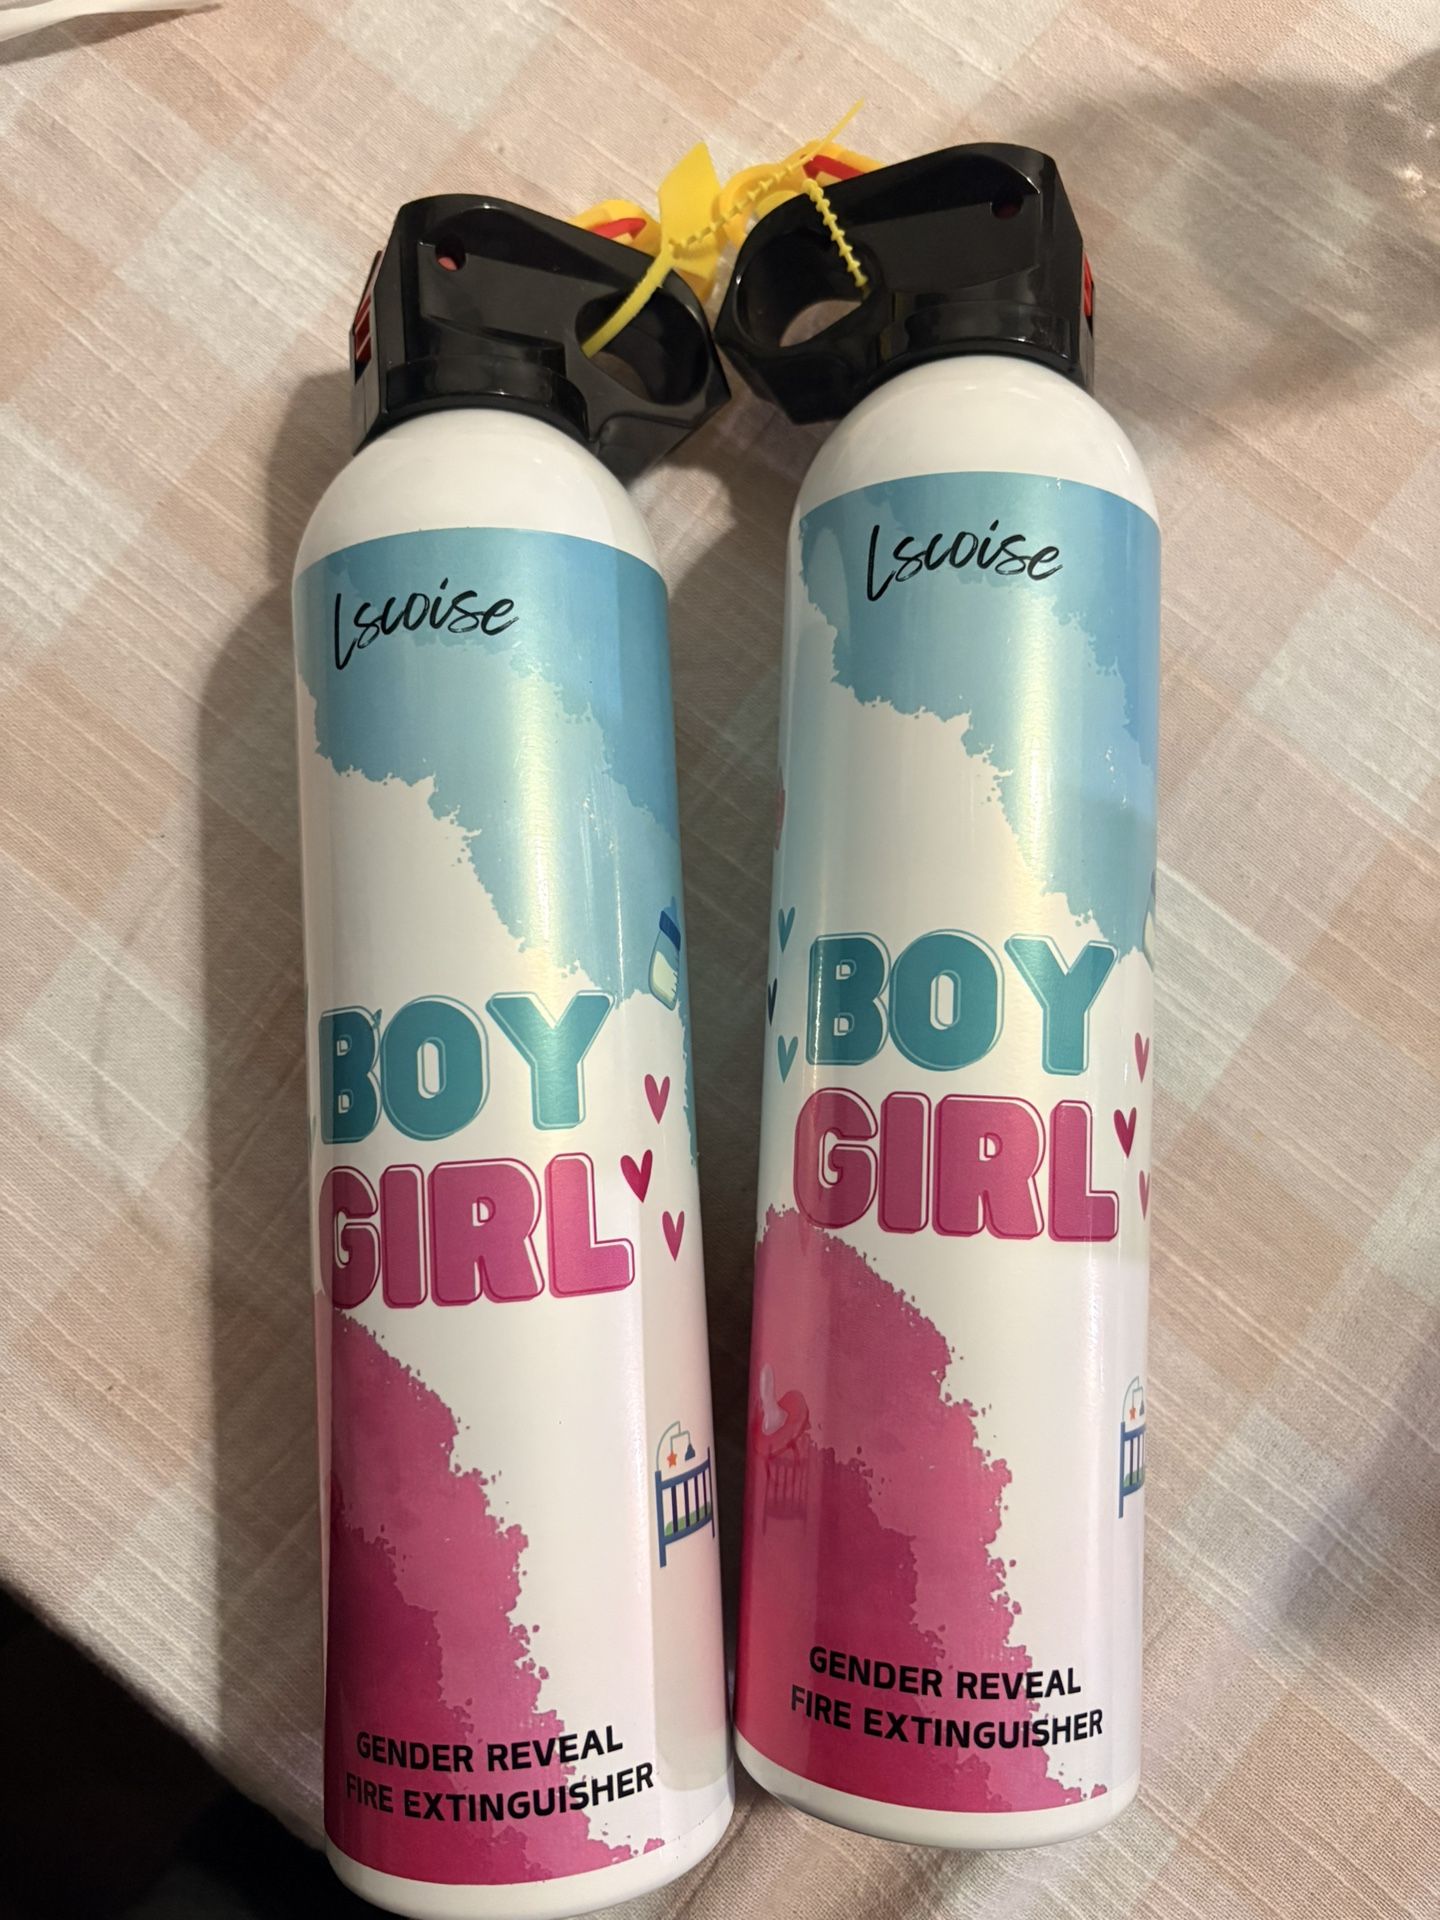 Lscoise
BOY
GIRL
GENDER REVEAL
FIRE EXTINGUISHER
Lscoise
BOY
GIRL
GENDER REVEAL
FIRE EXTINGUISHER